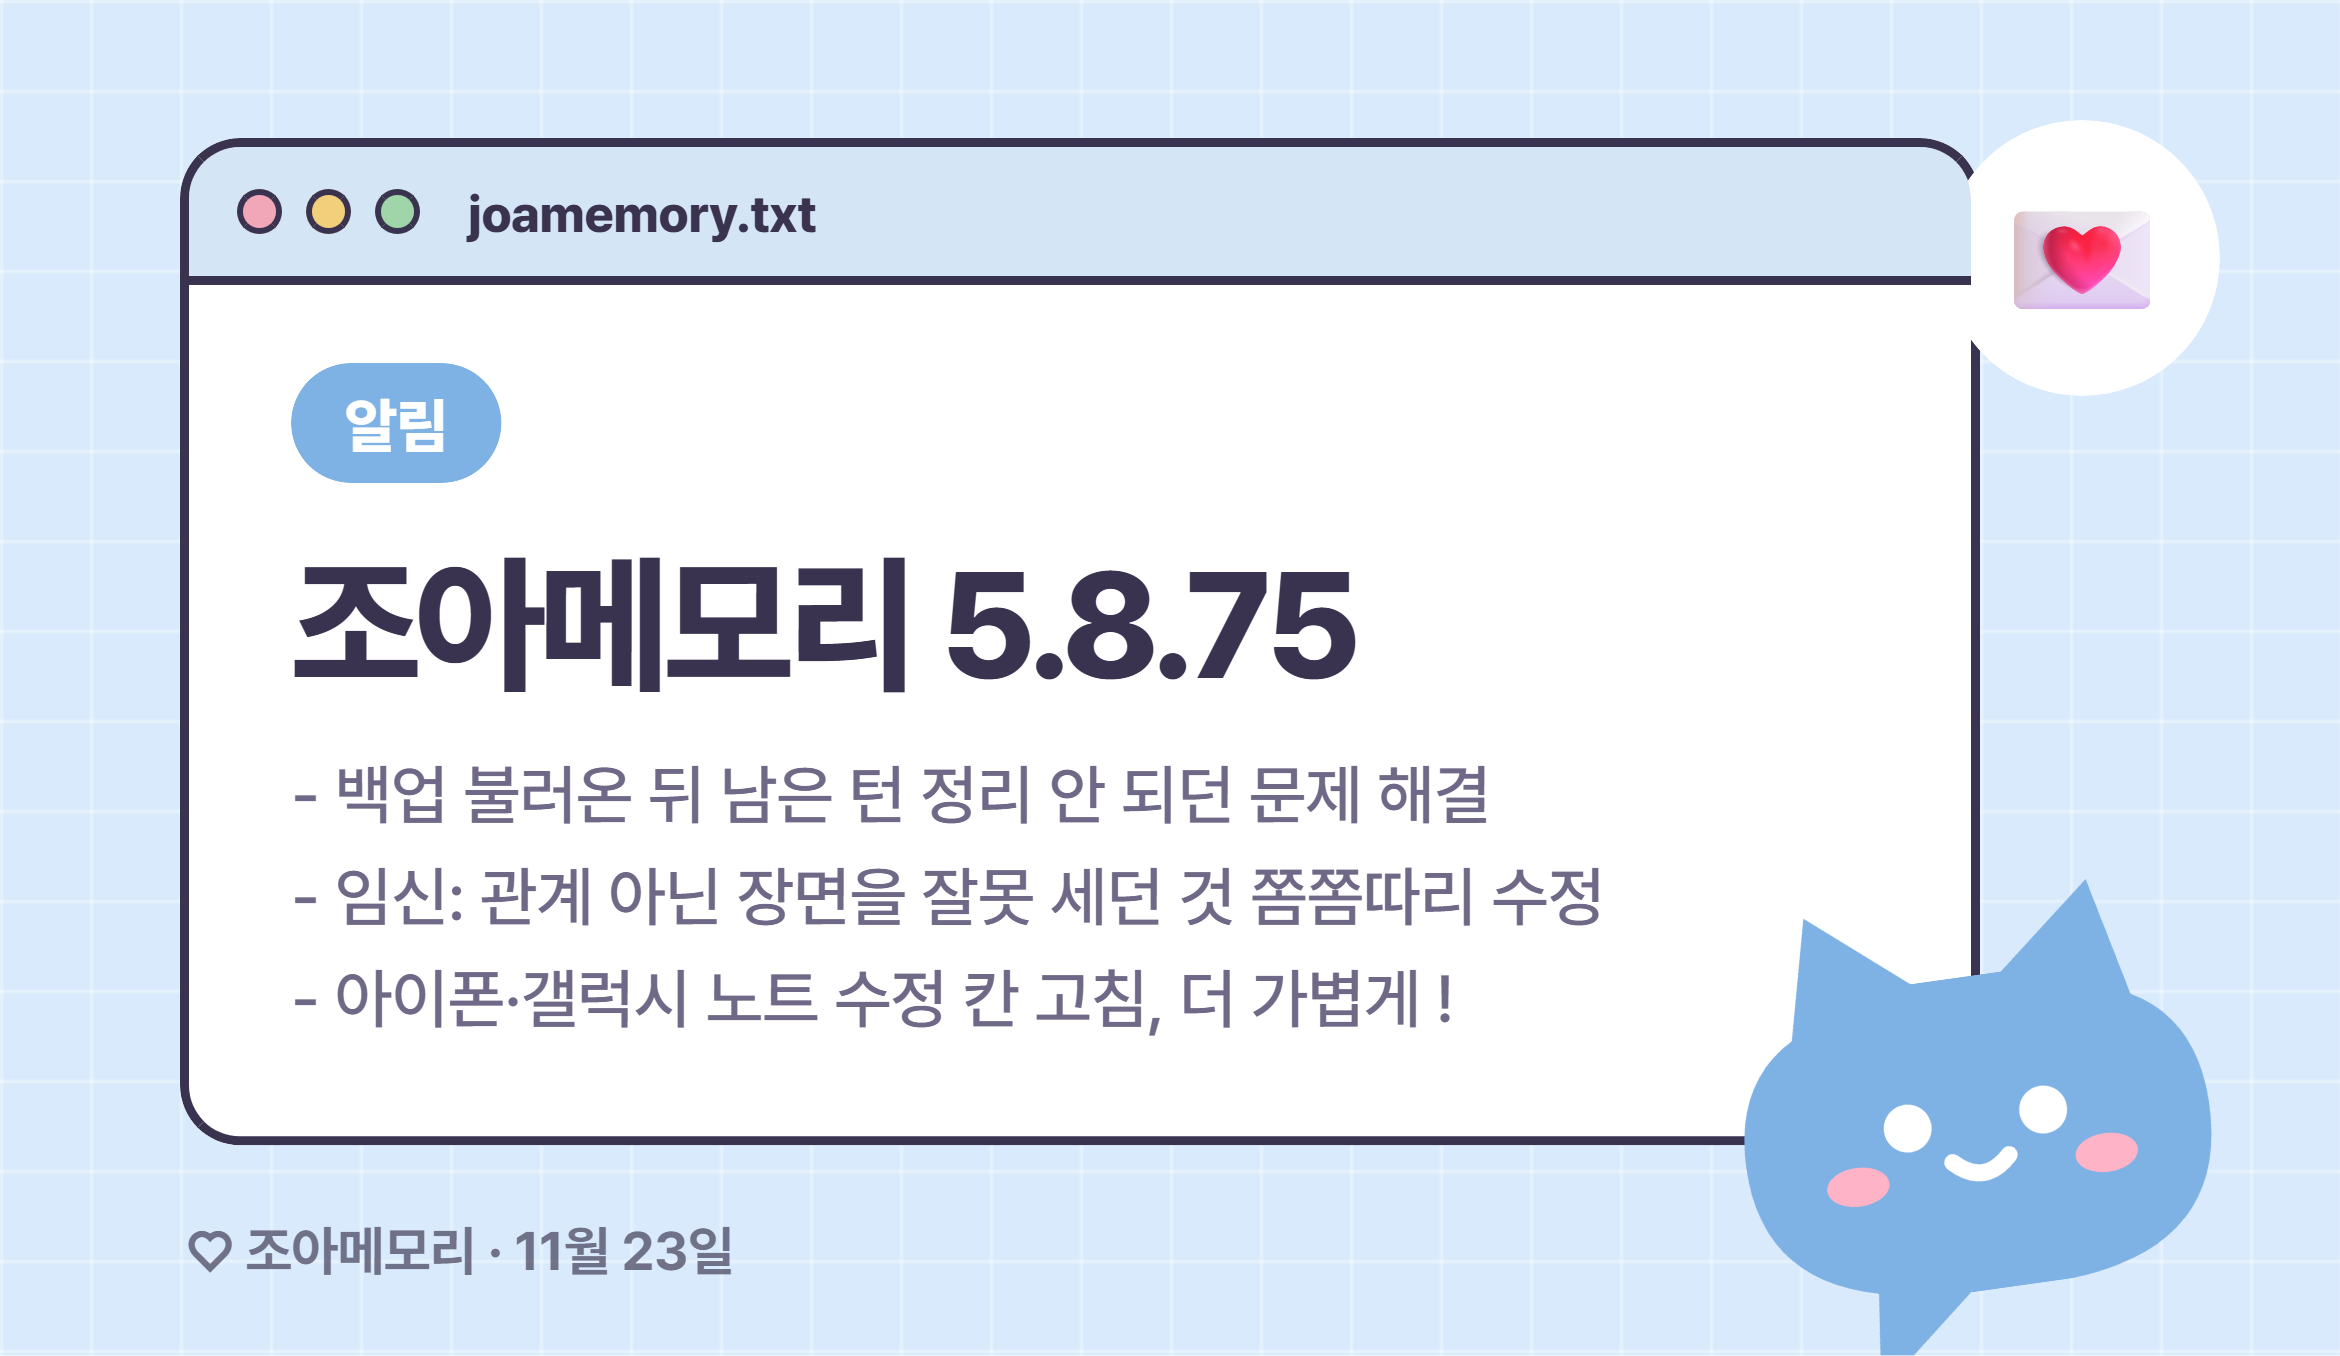 joamemory.txt
알림
조아메모리 5.8.75
- 백업 불러온 뒤 남은 턴 정리 안 되던 문제 해결
- 임신: 관계 아닌 장면을 잘못 세던 것 쫌쫌따리 수정
- 아이폰·갤럭시 노트 수정 칸 고침, 더 가볍게 !
♡ 조아메모리 · 11월 23일